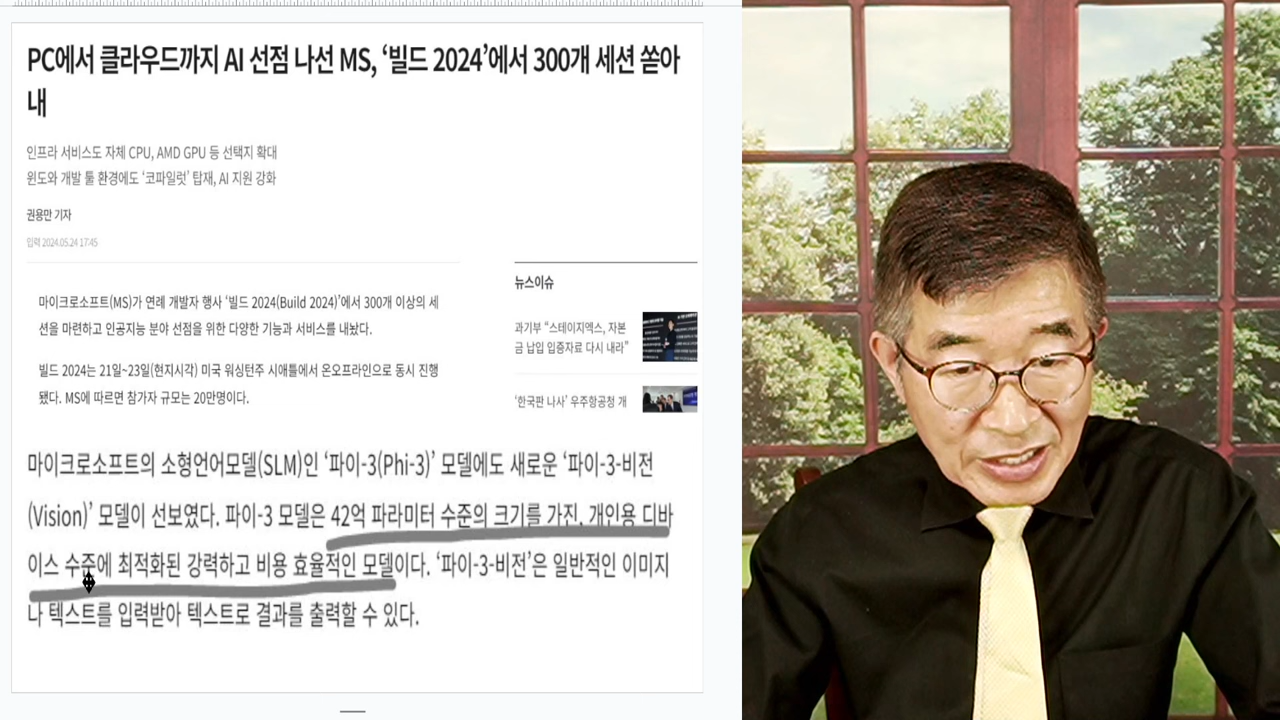 PC에서 클라우드까지 AI 선점 나선 MS, ‘빌드 2024’에서 300개 세션 쏟아
내
인프라 서비스도 자체 CPU, AMD GPU 등 선택지 확대
윈도와 개발 툴 환경에도 ‘코파일럿’ 탑재, AI 지원 강화
권용만 기자
입력 2024.05.24 17:45
마이크로소프트(MS)가 연례 개발자 행사 ‘빌드 2024(Build 2024)’에서 300개 이상의 세
션을 마련하고 인공지능 분야 선점을 위한 다양한 기능과 서비스를 내놨다.
빌드 2024는 21일~23일(현지시각) 미국 워싱턴주 시애틀에서 온오프라인으로 동시 진행
됐다. MS에 따르면 참가자 규모는 20만명이다.
뉴스이슈
과기부 “스테이지엑스, 자본
금 납입 입증자료 다시 내라”
‘한국판 나사’ 우주항공청 개
마이크로소프트의 소형언어모델(SLM)인 ‘파이-3(Phi-3)’ 모델에도 새로운 ‘파이-3-비전
(Vision)’ 모델이 선보였다. 파이-3 모델은 42억 파라미터 수준의 크기를 가진, 개인용 디바
이스 수준에 최적화된 강력하고 비용 효율적인 모델이다. ‘파이-3-비전’은 일반적인 이미지
나 텍스트를 입력받아 텍스트로 결과를 출력할 수 있다.